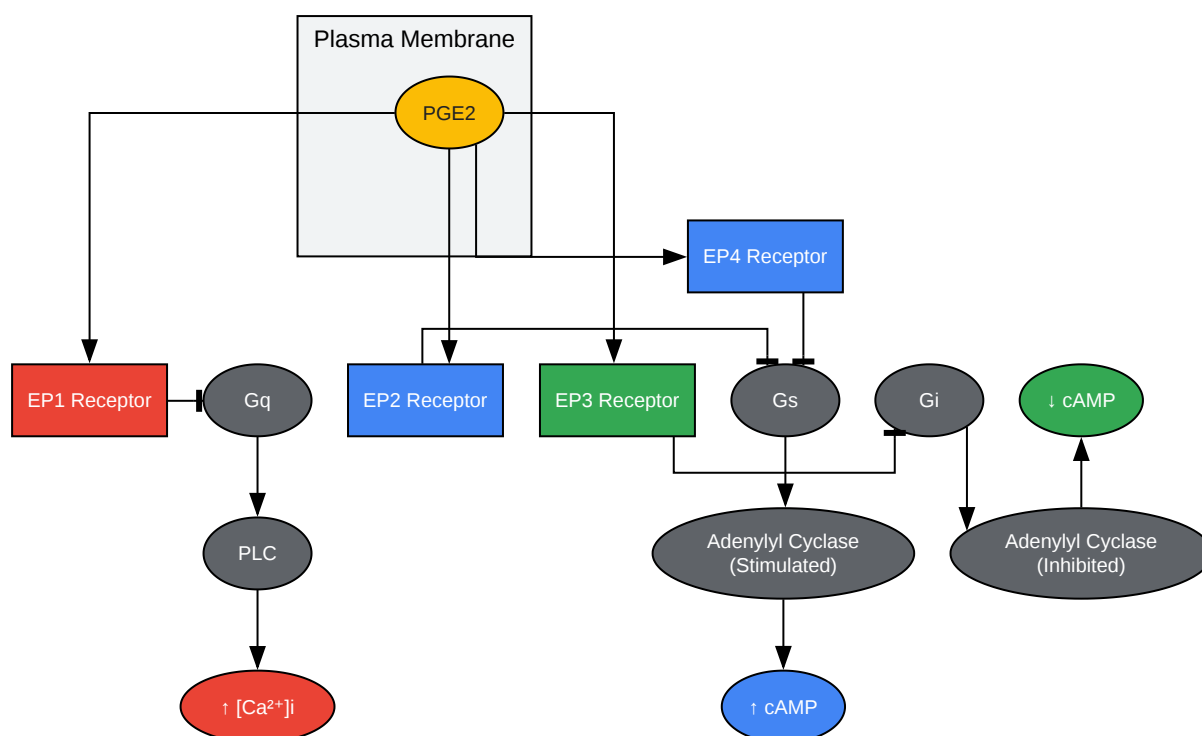 Plasma Membrane
PGE2
EP4 Receptor
EP1 Receptor
Gq
EP2 Receptor
EP3 Receptor
Gs
Gi
↓ cAMP
PLC
Adenylyl Cyclase
(Stimulated)
Adenylyl Cyclase
(Inhibited)
↑ [Ca²⁺]i
↑ cAMP